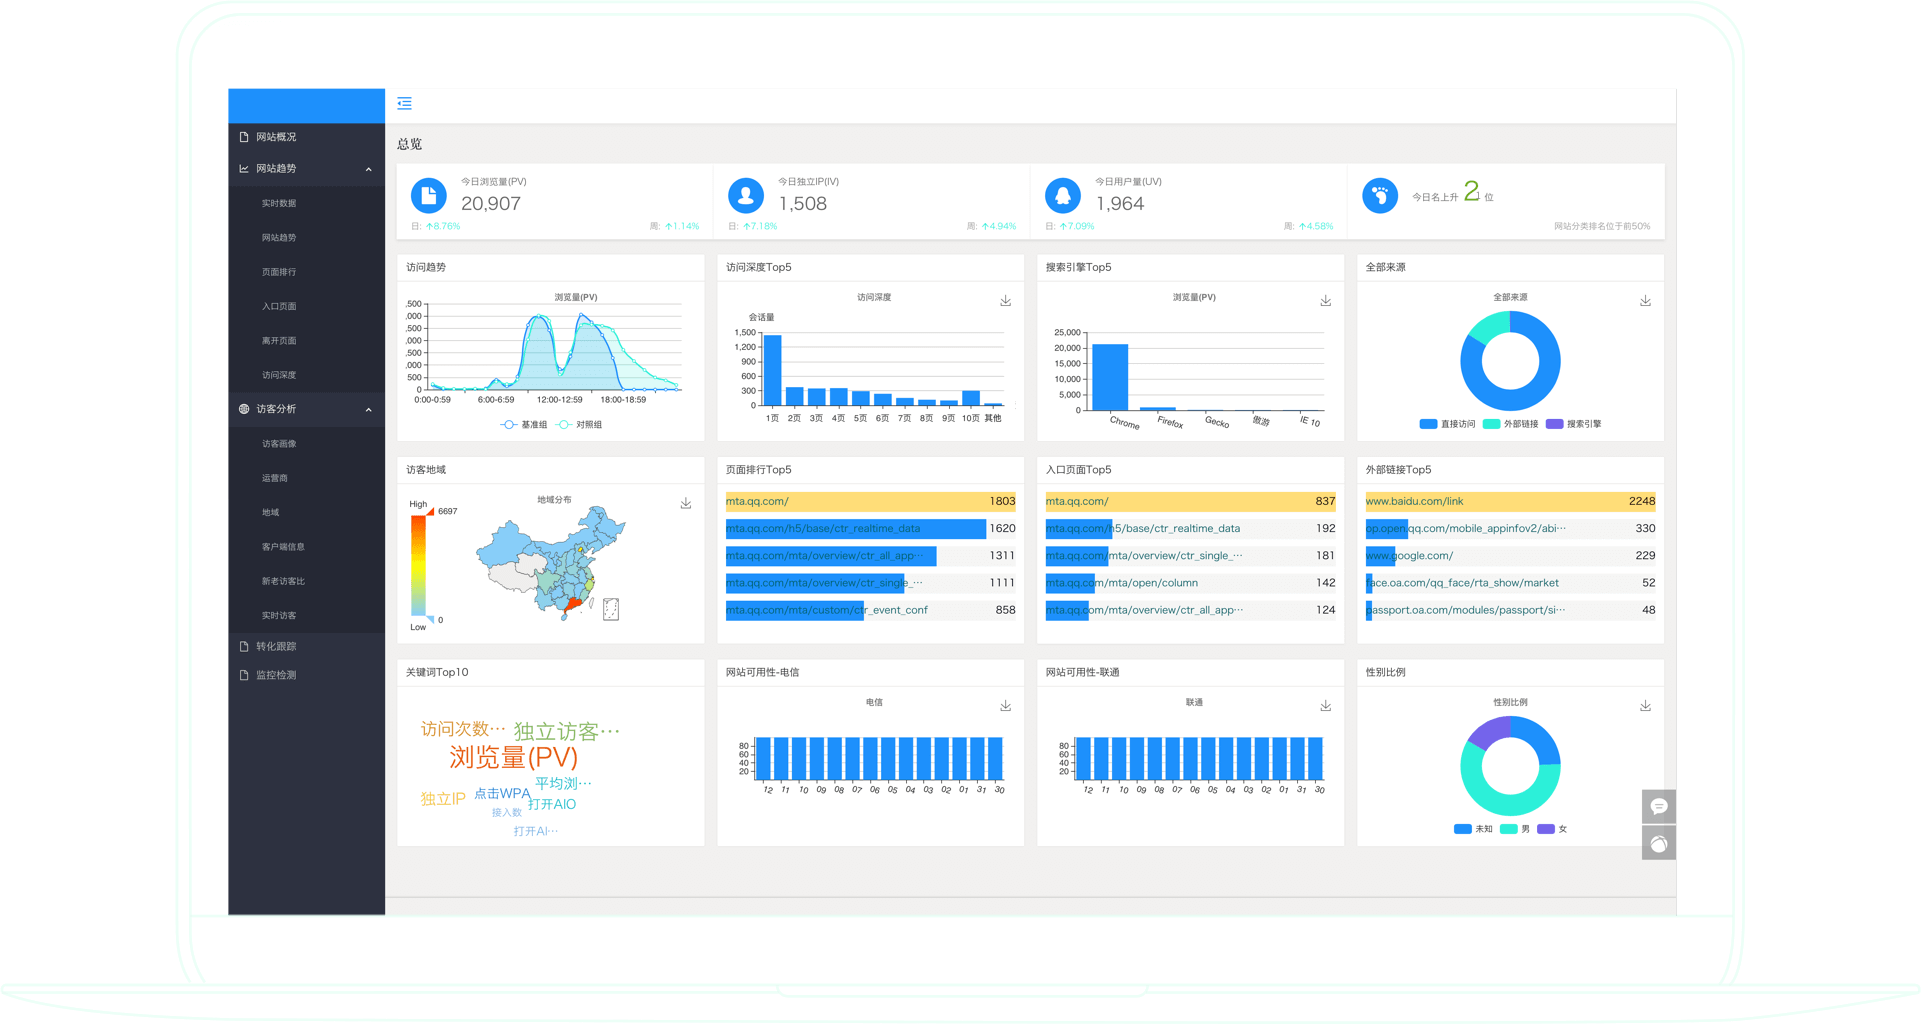 网站概况
网站趋势
实时数据
网站趋势
页面排行
入口页面
离开页面
访问深度
访客分析
访客画像
运营商
地域
客户端信息
新老访客比
实时访客
转化跟踪
监控检测
总览
今日浏览量(PV)
20,907
日: 8.76%
周: 1.14%
今日独立IP(IV)
1,508
日: 7.18%
周: 4.94%
今日用户量(UV)
1,964
日: 7.09%
周: 4.58%
今日名上升 2 位
网站分类排名位于前50%
访问趋势
浏览量(PV)
,500
,000
,500
,000
,500
,000
500
0
0:00-0:59 6:00-6:59 12:00-12:59 18:00-18:59
基准组 对照组
访问深度Top5
访问深度
会话量
1,500
1,200
900
600
300
0
1页 2页 3页 4页 5页 6页 7页 8页 9页 10页 其他
搜索引擎Top5
浏览量(PV)
25,000
20,000
15,000
10,000
5,000
0
Chrome Firefox Gecko 傲游 IE 10
全部来源
全部来源
直接访问 外部链接 搜索引擎
访客地域
地域分布
High
6697
0
Low
页面排行Top5
mta.qq.com/ 1803
mta.qq.com/h5/base/ctr_realtime_data 1620
mta.qq.com/mta/overview/ctr_all_app··· 1311
mta.qq.com/mta/overview/ctr_single_··· 1111
mta.qq.com/mta/custom/ctr_event_conf 858
入口页面Top5
mta.qq.com/ 837
mta.qq.com/h5/base/ctr_realtime_data 192
mta.qq.com/mta/overview/ctr_single_··· 181
mta.qq.com/mta/open/column 142
mta.qq.com/mta/overview/ctr_all_app··· 124
外部链接Top5
www.baidu.com/link 2248
op.open.qq.com/mobile_appinfov2/abi··· 330
www.google.com/ 229
face.oa.com/qq_face/rta_show/market 52
passport.oa.com/modules/passport/si··· 48
关键词Top10
访问次数···
独立访客···
浏览量(PV)
平均浏···
独立IP
点击WPA
打开AIO
接入数
打开AI···
网站可用性-电信
电信
80
60
40
20
12 11 10 09 08 07 06 05 04 03 02 01 31 30
网站可用性-联通
联通
80
60
40
20
12 11 10 09 08 07 06 05 04 03 02 01 31 30
性别比例
性别比例
未知 男 女